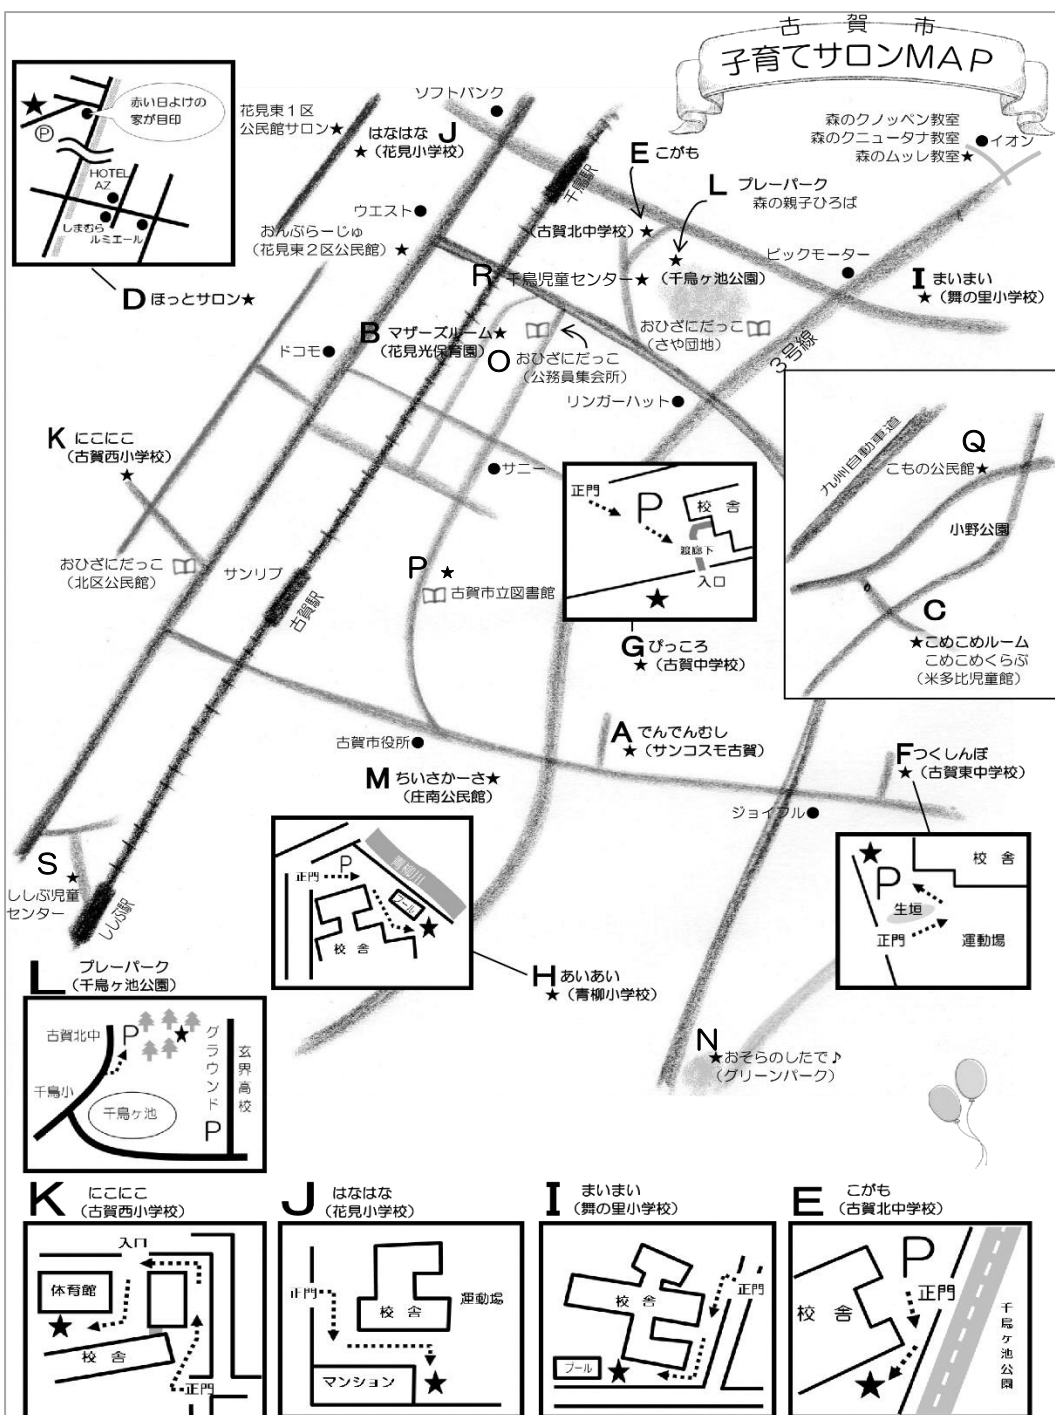 古賀市
子育てサロンMAP
赤い日よけの
家が目印
P
HOTEL
AZ
しまむら
ルミエール
D ほっとサロン★
花見東1区
公民館サロン★
はなはな J
★(花見小学校)
ソフトバンク
千鳥駅
E こがも
(古賀北中学校)★
L プレーパーク
森の親子ひろば
★
(千鳥ヶ池公園)
森のクノッペン教室
森のクニュータナ教室
森のムッレ教室★
●イオン
ウエスト●
おんぶらーじゅ
(花見東2区公民館)★
R 千鳥児童センター★
ビックモーター
I まいまい
★(舞の里小学校)
B マザーズルーム★
(花見光保育園)
O おひざにだっこ
(公務員集会所)
おひざにだっこ
(さや団地)
3号線
ドコモ●
リンガーハット●
K にこにこ
(古賀西小学校)
★
●サニー
正門
P
校舎
渡廊下
入口
★
G ぴっころ
★(古賀中学校)
九州自動車道
Q
こもの公民館★
小野公園
C
★こめこめルーム
こめこめくらぶ
(米多比児童館)
おひざにだっこ
(北区公民館)
サンリブ
古賀駅
P ★
古賀市立図書館
古賀市役所●
A でんでんむし
★(サンコスモ古賀)
F つくしんぼ
★(古賀東中学校)
M ちいさかーさ★
(庄南公民館)
ジョイフル●
S
★
ししぶ児童
センター
ししぶ駅
正門
P
青柳川
プール
★
校舎
H あいあい
★(青柳小学校)
★
校舎
P
生垣
正門
運動場
N
★おそらのしたで♪
(グリーンパーク)
L プレーパーク
(千鳥ヶ池公園)
古賀北中
P
★
グラウンド
玄界高校
千鳥小
千鳥ヶ池
P
K にこにこ
(古賀西小学校)
入口
体育館
★
校舎
正門
J はなはな
(花見小学校)
正門
校舎
運動場
マンション
★
I まいまい
(舞の里小学校)
校舎
正門
プール
★
E こがも
(古賀北中学校)
P
校舎
正門
★
千鳥ヶ池公園